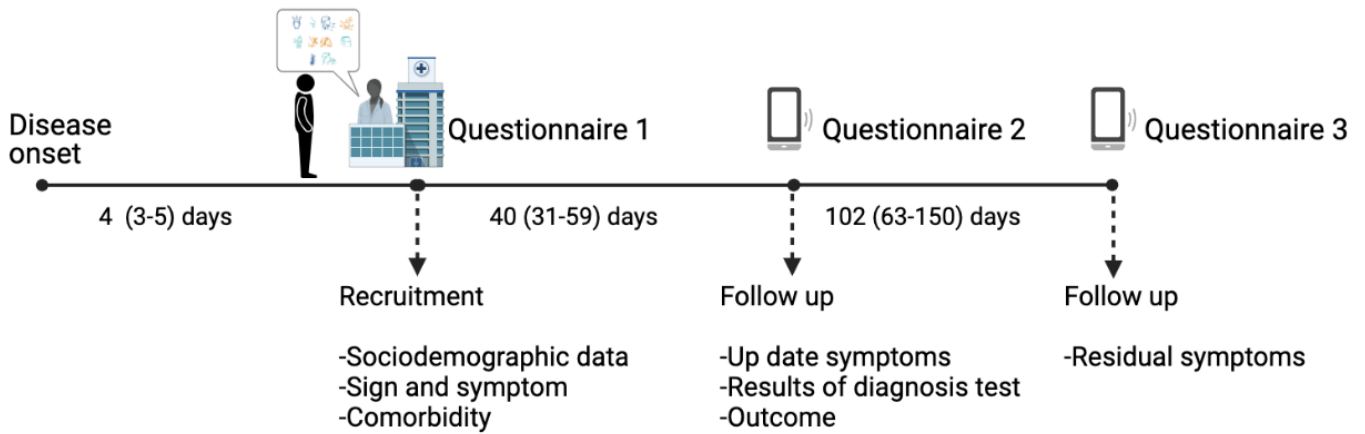 Disease
onset
Questionnaire 1
Questionnaire 2
Questionnaire 3
4 (3-5) days
40 (31-59) days
102 (63-150) days
Recruitment
-Sociodemographic data
-Sign and symptom
-Comorbidity
Follow up
-Up date symptoms
-Results of diagnosis test
-Outcome
Follow up
-Residual symptoms